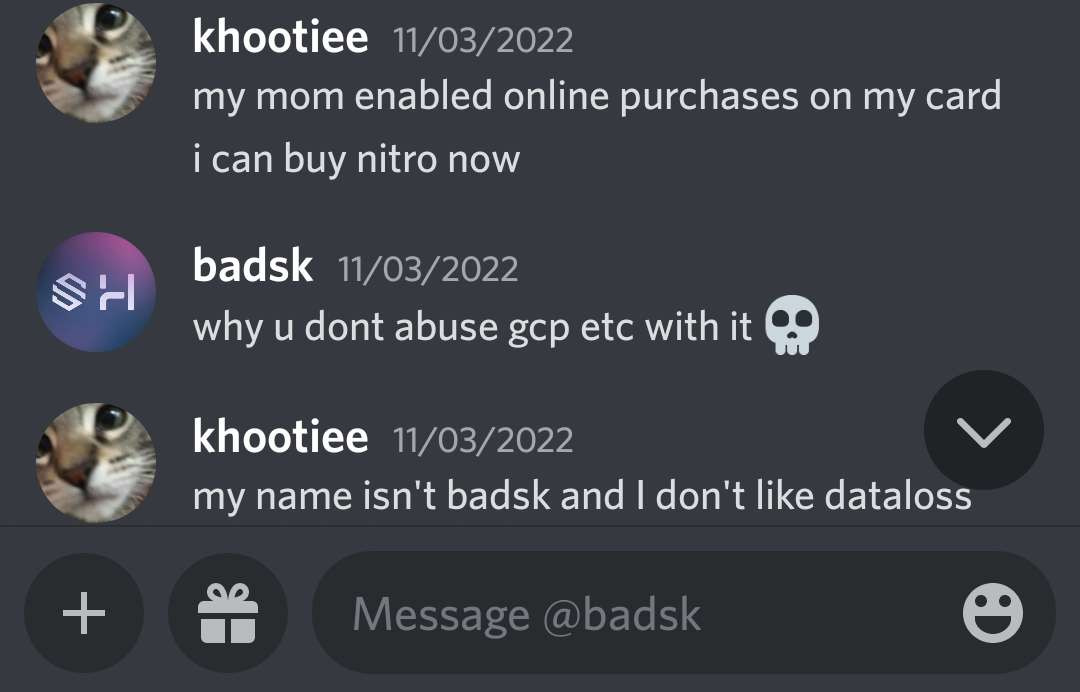 khootiee 11/03/2022
my mom enabled online purchases on my card
i can buy nitro now
badsk 11/03/2022
SH
why u dont abuse gcp etc with it 💀
khootiee 11/03/2022
my name isn't badsk and I don't like dataloss
Message @badsk